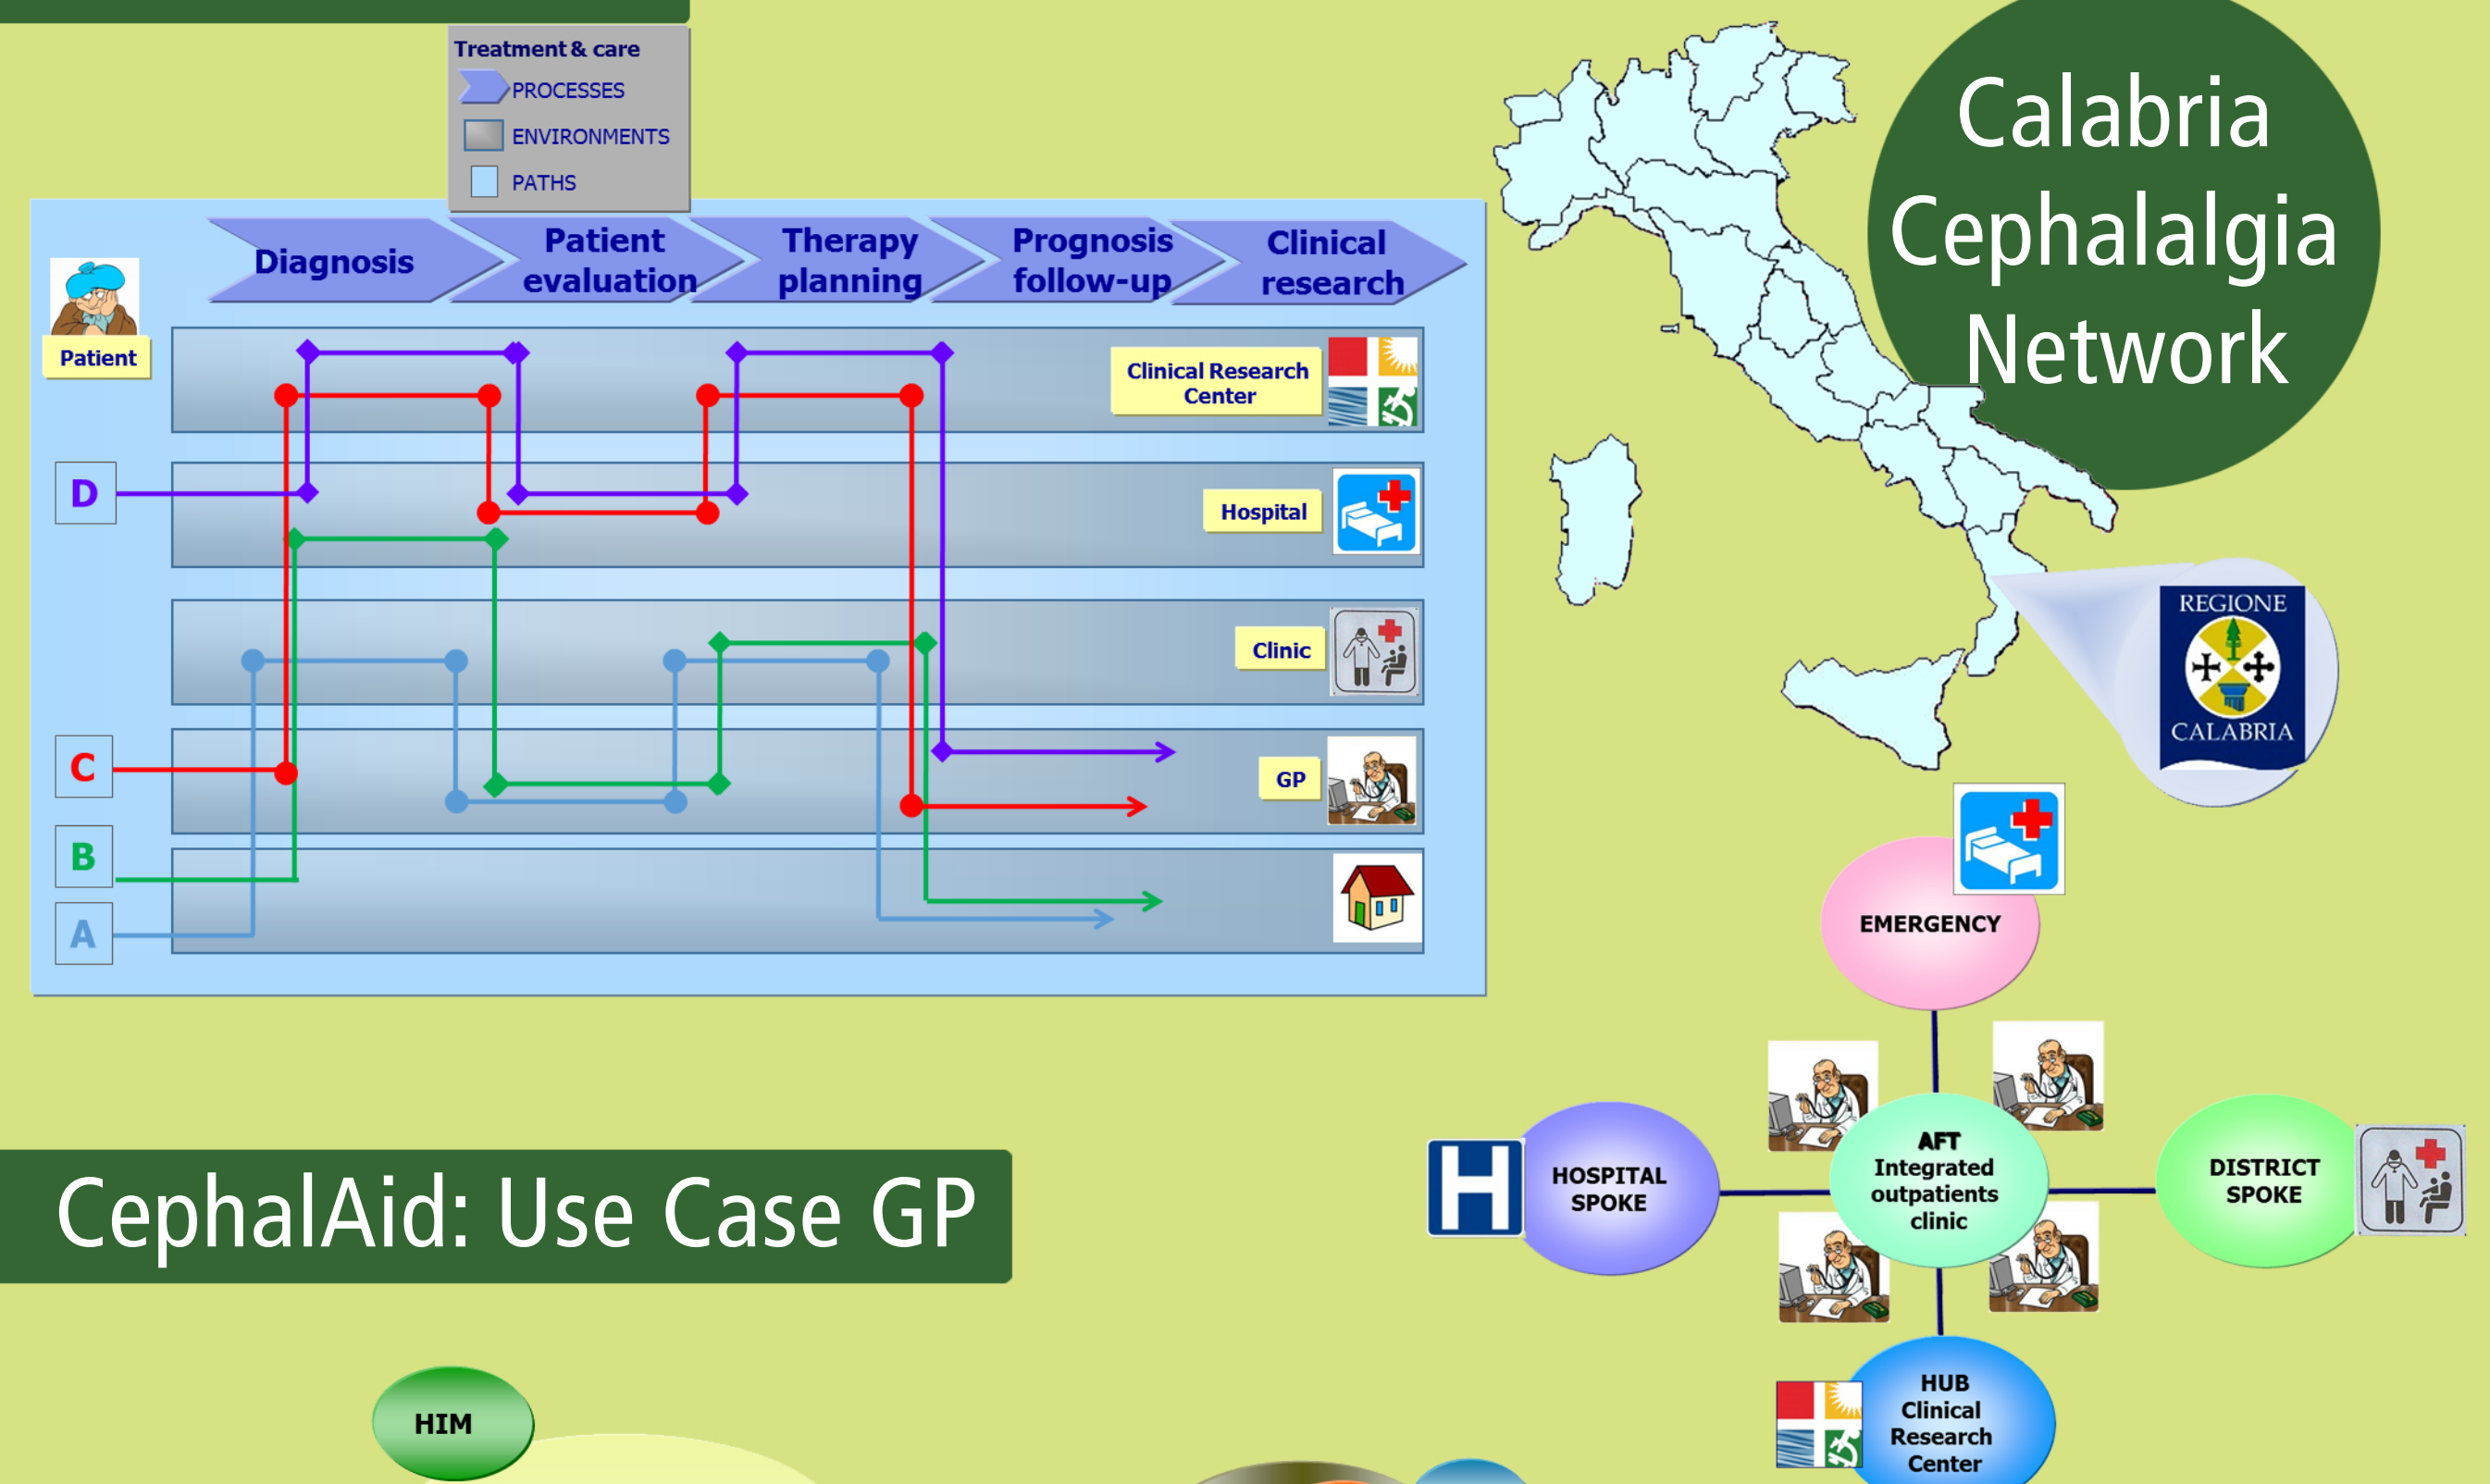 Treatment & care
PROCESSES
ENVIRONMENTS
PATHS
Calabria
Cephalalgia
Network
Diagnosis
Patient
evaluation
Therapy
planning
Prognosis
follow-up
Clinical
research
Patient
Clinical Research
Center
D
Hospital
Clinic
C
GP
B
A
REGIONE
CALABRIA
EMERGENCY
H
HOSPITAL
SPOKE
AFT
Integrated
outpatients
clinic
DISTRICT
SPOKE
CephalAid: Use Case GP
HUB
Clinical
Research
Center
HIM